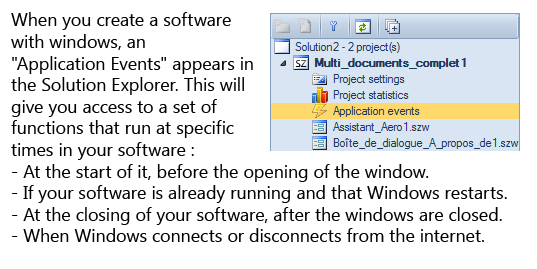 When you create a software
with windows, an
"Application Events" appears in
the Solution Explorer. This will
give you access to a set of
functions that run at specific
times in your software :
- At the start of it, before the opening of the window.
- If your software is already running and that Windows restarts.
- At the closing of your software, after the windows are closed.
- When Windows connects or disconnects from the internet.
Solution2 - 2 project(s)
SZ Multi_documents_complet1
Project settings
Project statistics
Application events
Assistant_Aero1.szw
Boîte_de_dialogue_A_propos_de1.szw